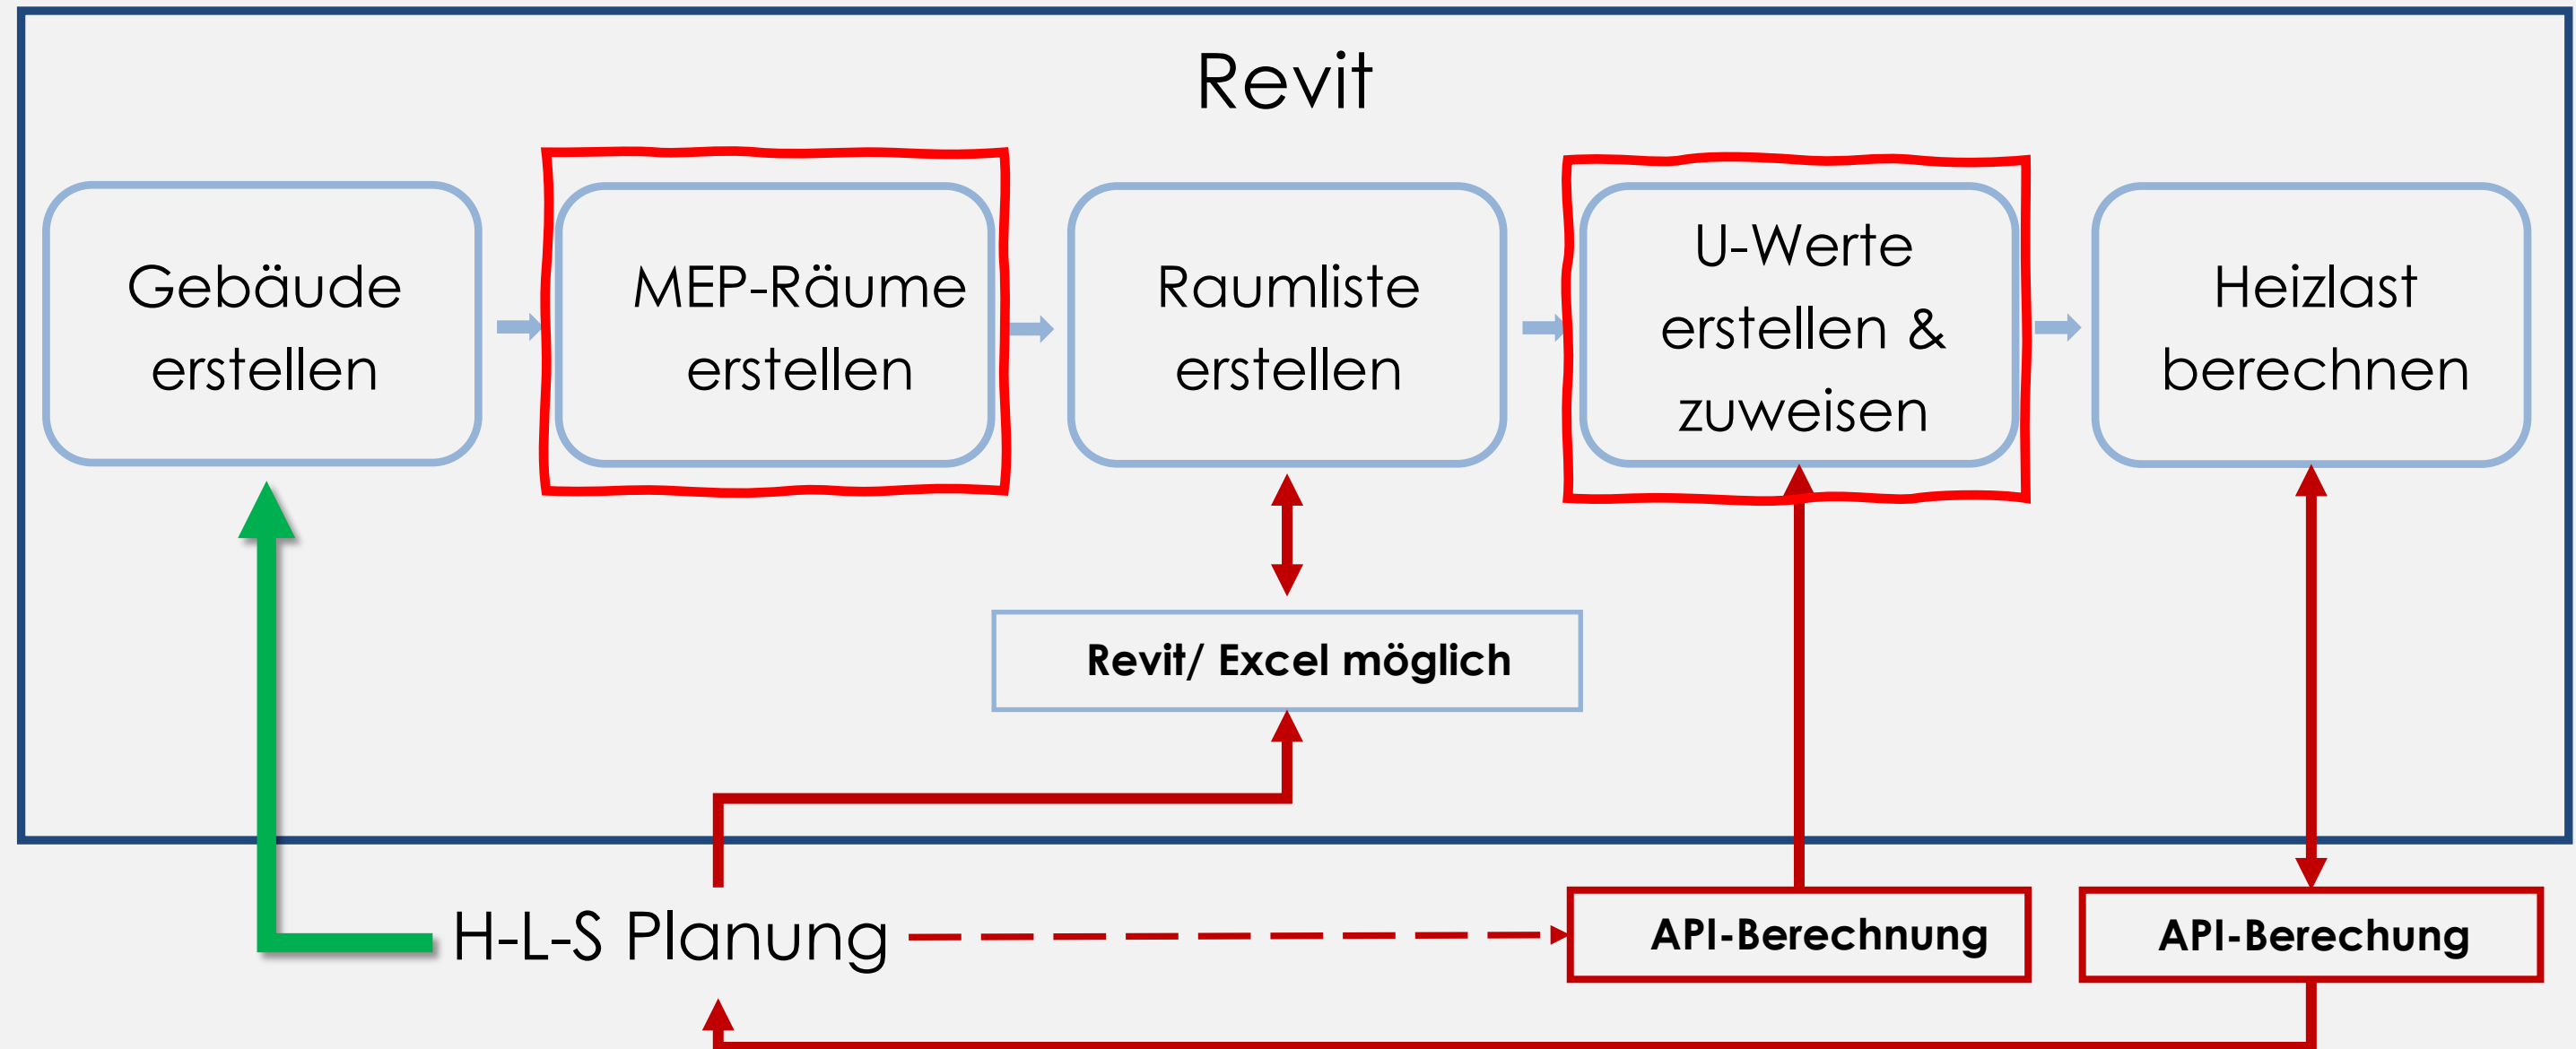 Revit
Gebäude
erstellen
MEP-Räume
erstellen
Raumliste
erstellen
U-Werte
erstellen &
zuweisen
Heizlast
berechnen
Revit/ Excel möglich
H-L-S Planung
API-Berechnung
API-Berechung